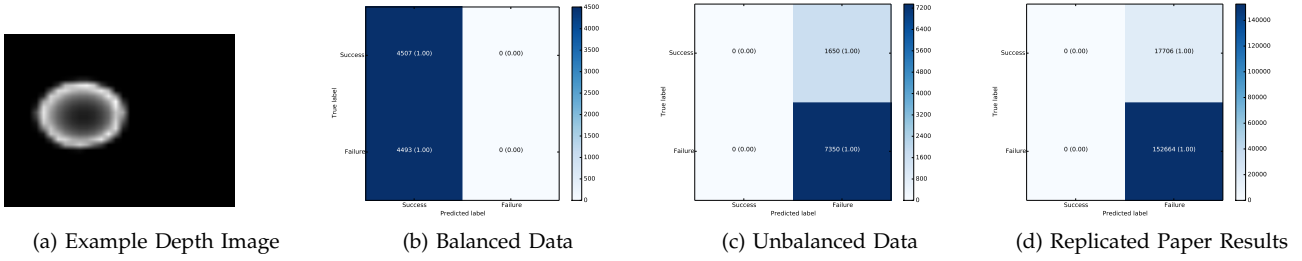 Success
4507 (1.00)
0 (0.00)
True label
Failure
4493 (1.00)
0 (0.00)
Success
Failure
Predicted label
4500
4000
3500
3000
2500
2000
1500
1000
500
0
Success
0 (0.00)
1650 (1.00)
True label
Failure
0 (0.00)
7350 (1.00)
Success
Failure
Predicted label
7200
6400
5600
4800
4000
3200
2400
1600
800
0
Success
0 (0.00)
17706 (1.00)
True label
Failure
0 (0.00)
152664 (1.00)
Success
Failure
Predicted label
140000
120000
100000
80000
60000
40000
20000
0
(a) Example Depth Image
(b) Balanced Data
(c) Unbalanced Data
(d) Replicated Paper Results